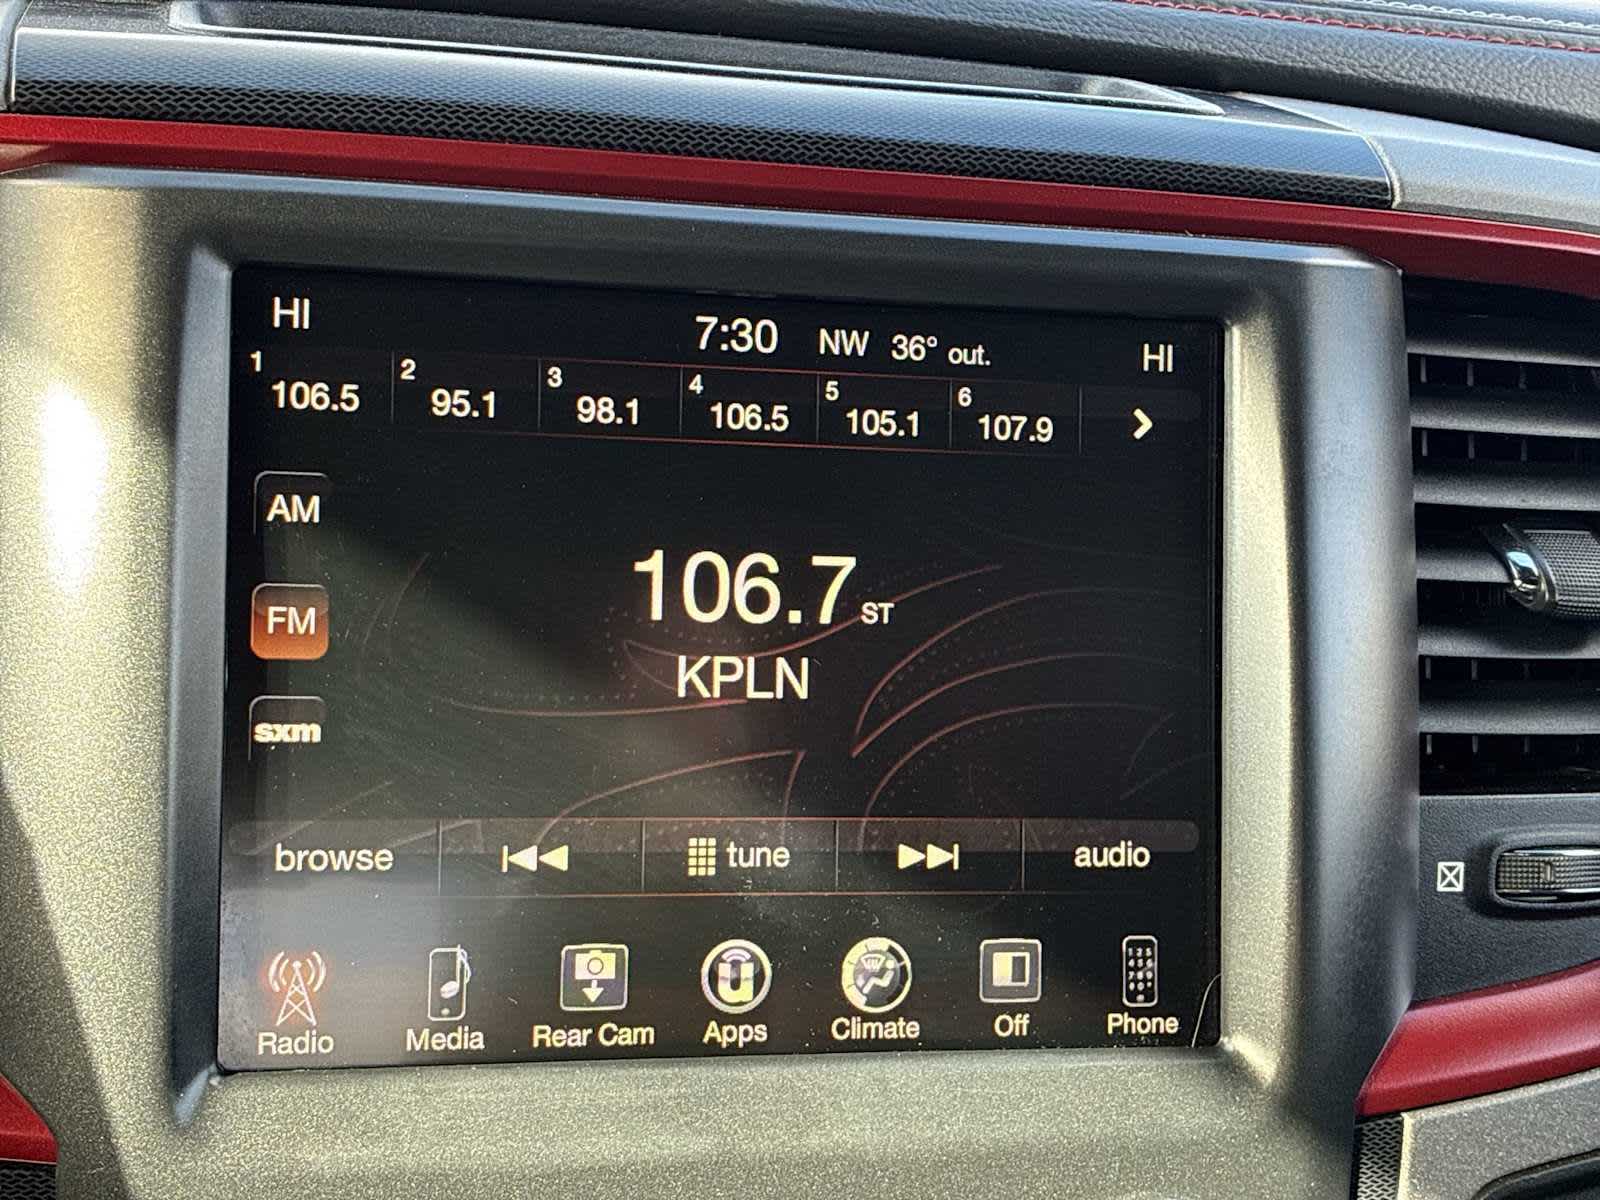 HI 7:30 NW 36° out. HI
1 106.5 2 95.1 3 98.1 4 106.5 5 105.1 6 107.9
AM
106.7 ST
FM
KPLN
sxm
browse tune audio
Radio Media Rear Cam Apps Climate Off Phone